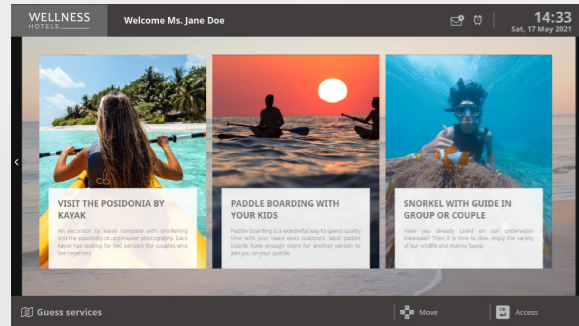 WELLNESS
HOTELS
Welcome Ms. Jane Doe
14:33
Sat, 17 May 2021
VISIT THE POSIDONIA BY
KAYAK
An excursion by kayak complete with snorkeling
and the possibility of underwater photography. Each
kayak has seating for two persons (for couples who
live together)
PADDLE BOARDING WITH
YOUR KIDS
Paddle boarding is a wonderful way to spend quality
time with your loved one's outdoors. Most paddle
boards have enough room for another person to
join you on your paddle.
SNORKEL WITH GUIDE IN
GROUP OR COUPLE
Have you already sailed on our underwater
meadows? Then it is time to dive, enjoy the variety
of our wildlife and marine fauna.
Guess services
Move
OK
Access